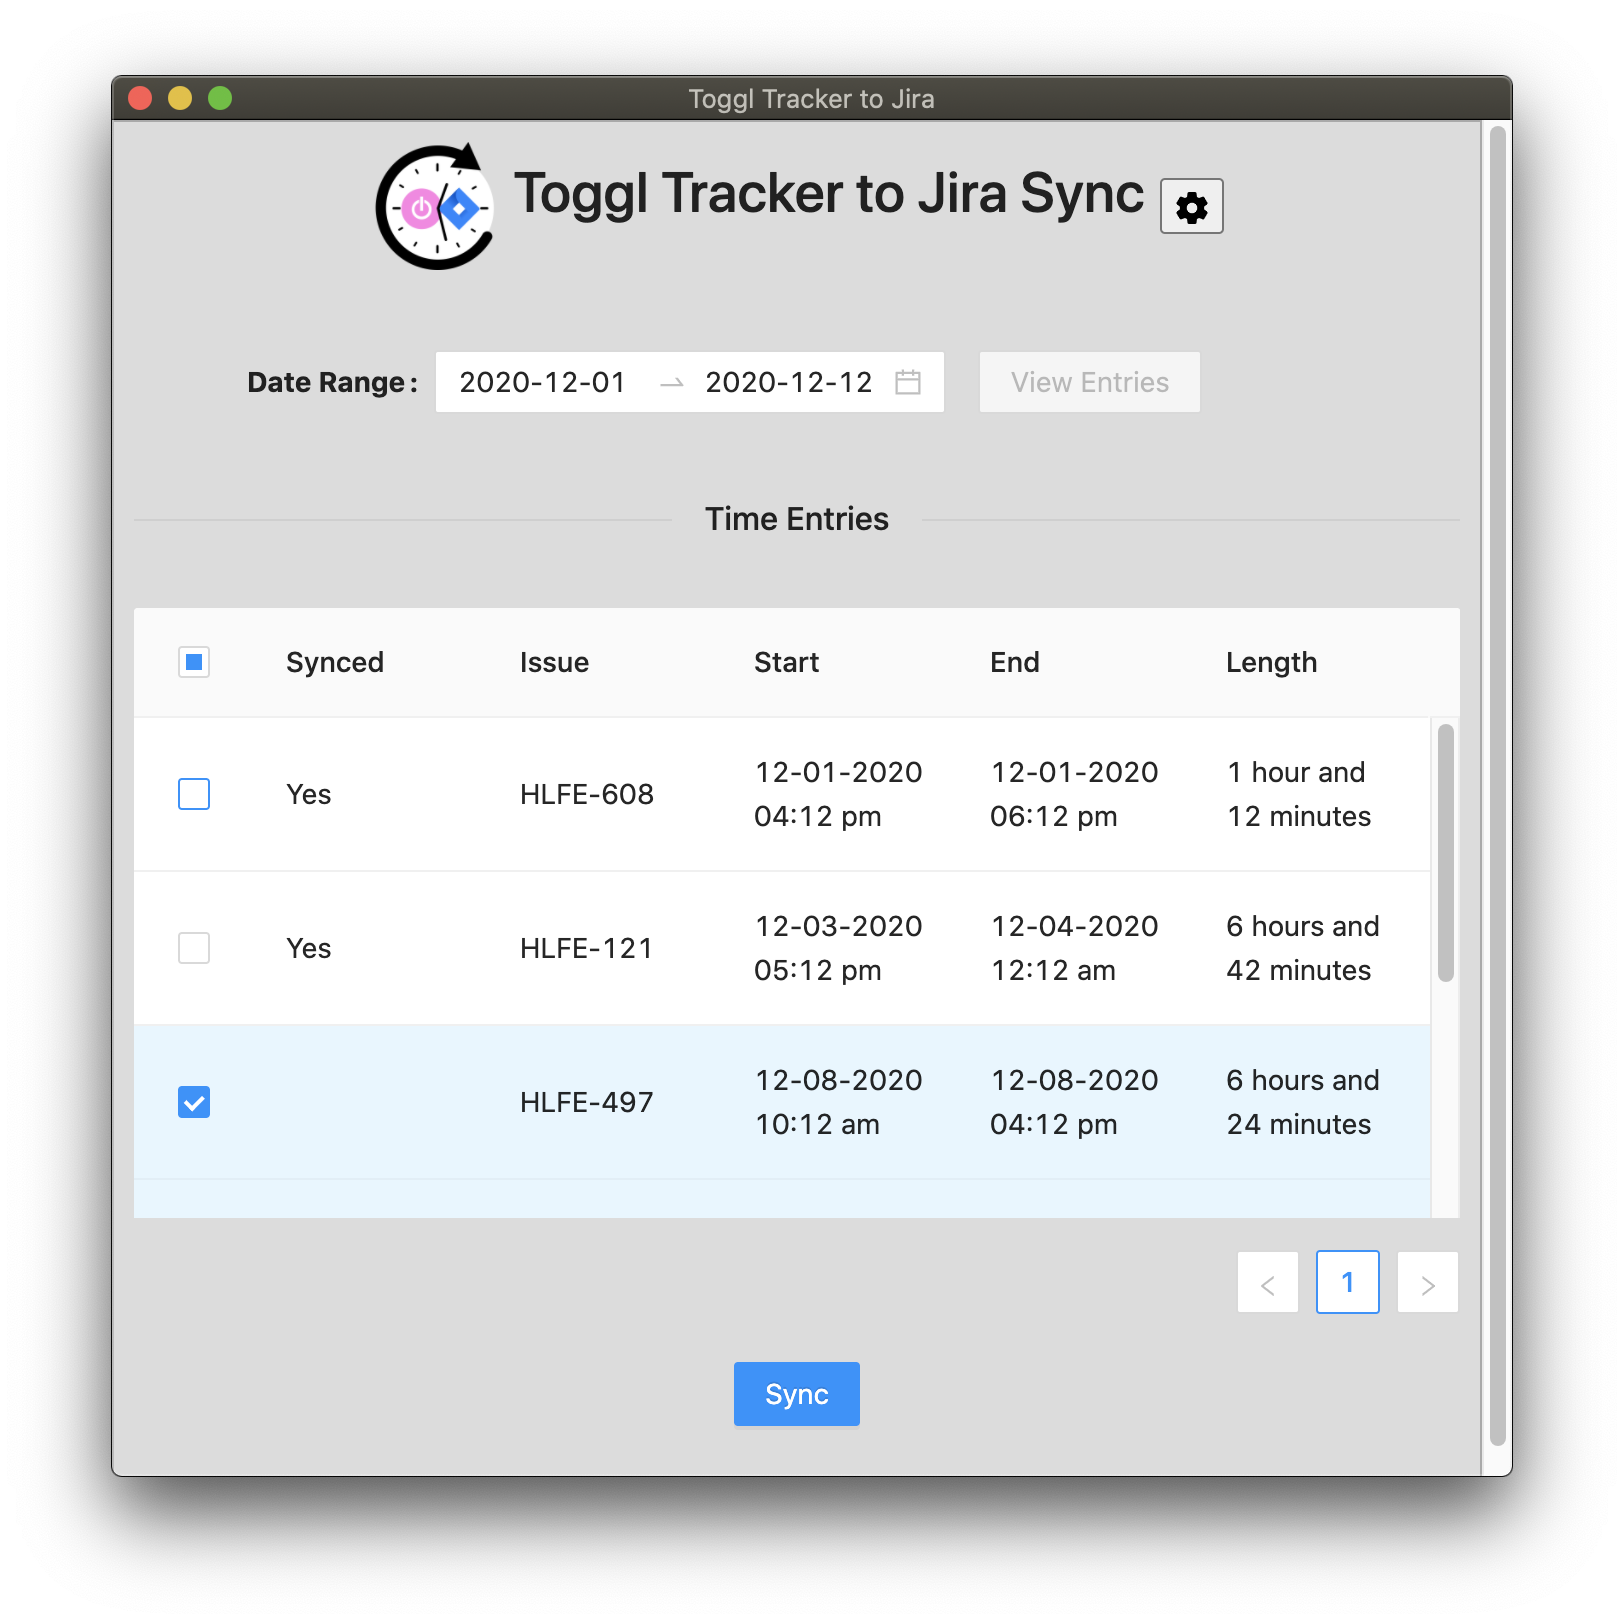 Toggl Tracker to Jira
Toggl Tracker to Jira Sync
Date Range : 2020-12-01 2020-12-12 View Entries
Time Entries
Synced Issue Start End Length
Yes HLFE-608 12-01-2020 04:12 pm 12-01-2020 06:12 pm 1 hour and 12 minutes
Yes HLFE-121 12-03-2020 05:12 pm 12-04-2020 12:12 am 6 hours and 42 minutes
HLFE-497 12-08-2020 10:12 am 12-08-2020 04:12 pm 6 hours and 24 minutes
< 1 >
Sync